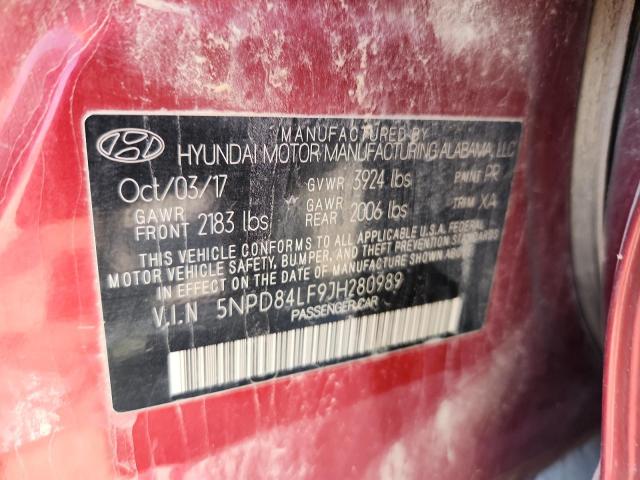 MANUFACTURED BY
HYUNDAI MOTOR MANUFACTURING ALABAMA, LLC
Oct/03/17 GVWR 3924 lbs PAINT PR
GAWR FRONT 2183 lbs GAWR REAR 2006 lbs TRIM XA
THIS VEHICLE CONFORMS TO ALL APPLICABLE U.S.A. FEDERAL
MOTOR VEHICLE SAFETY, BUMPER, AND THEFT PREVENTION STANDARDS
IN EFFECT ON THE DATE OF MANUFACTURE SHOWN ABOVE.
V.I.N 5NPD84LF9JH280989
PASSENGER CAR